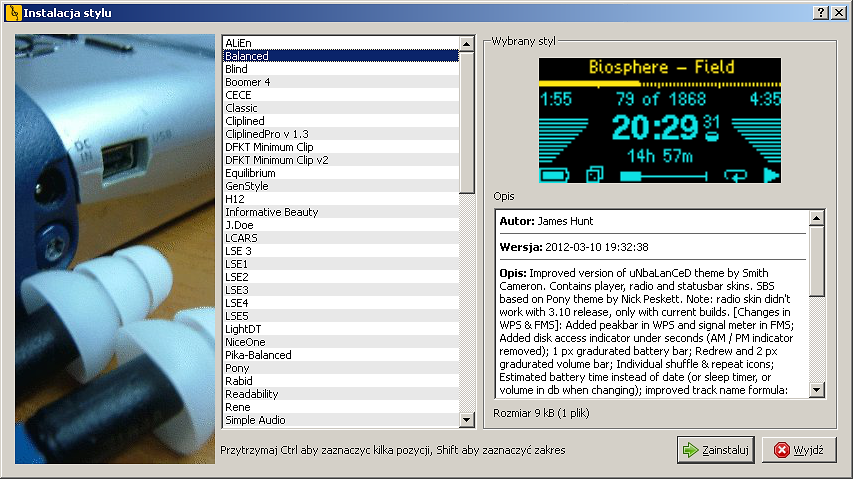 Instalacja stylu
DC
IN
USB
ALiEn
Balanced
Blind
Boomer 4
CECE
Classic
Cliplined
CliplinedPro v 1.3
DFKT Minimum Clip
DFKT Minimum Clip v2
Equilibrium
GenStyle
H12
Informative Beauty
J.Doe
LCARS
LSE 3
LSE1
LSE2
LSE3
LSE4
LSE5
LightDT
NiceOne
Pika-Balanced
Pony
Rabid
Readability
Rene
Simple Audio
Wybrany styl
Biosphere – Field
1:55 79 of 1868 4:35
20:29 31
14h 57m
Opis
Autor: James Hunt
Wersja: 2012-03-10 19:32:38
Opis: Improved version of uNbaLanCeD theme by Smith
Cameron. Contains player, radio and statusbar skins. SBS
based on Pony theme by Nick Peskett. Note: radio skin didn't
work with 3.10 release, only with current builds. [Changes in
WPS & FMS]: Added peakbar in WPS and signal meter in FMS;
Added disk access indicator under seconds (AM / PM indicator
removed); 1 px gradurated battery bar; Redrew and 2 px
gradurated volume bar; Individual shuffle & repeat icons;
Estimated battery time instead of date (or sleep timer, or
volume in db when changing); improved track name formula:
Rozmiar 9 kB (1 plik)
Przytrzymaj Ctrl aby zaznaczyc kilka pozycji, Shift aby zaznaczyć zakres
Zainstaluj
Wyjdź